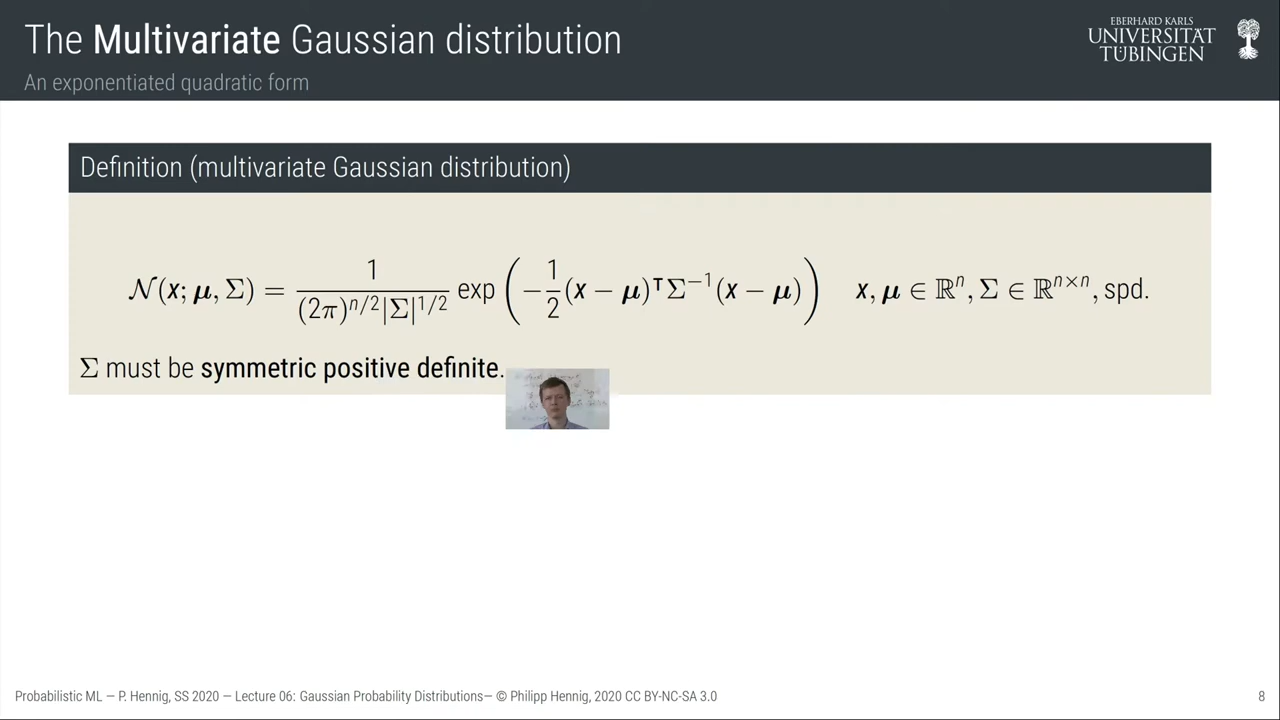 The Multivariate Gaussian distribution
An exponentiated quadratic form
EBERHARD KARLS
UNIVERSITÄT
TÜBINGEN
Definition (multivariate Gaussian distribution)
𝒩(x; μ, Σ) = 1/((2π)^{n/2}|Σ|^{1/2}) exp(−1/2 (x − μ)ᵀΣ⁻¹(x − μ)) x, μ ∈ ℝⁿ, Σ ∈ ℝⁿˣⁿ, spd.
Σ must be symmetric positive definite.
Probabilistic ML — P. Hennig, SS 2020 — Lecture 06: Gaussian Probability Distributions— © Philipp Hennig, 2020 CC BY-NC-SA 3.0
8